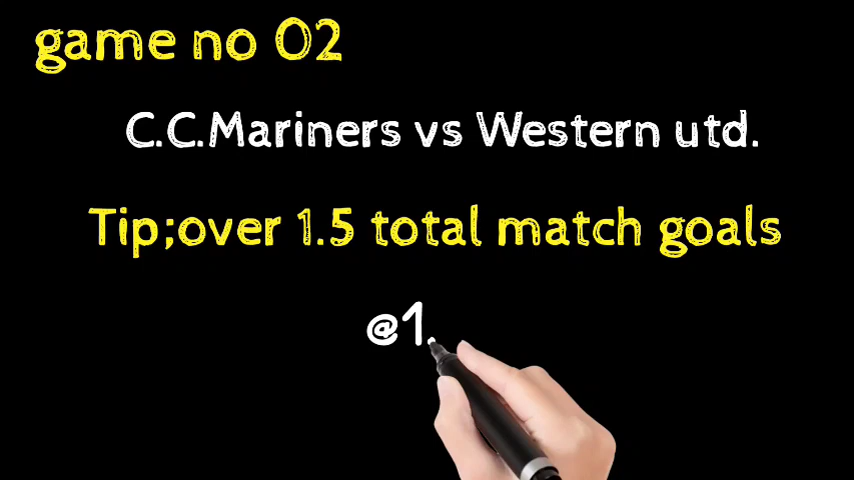 game no 02
C.C.Mariners vs Western utd.
Tip;over 1.5 total match goals
@1.